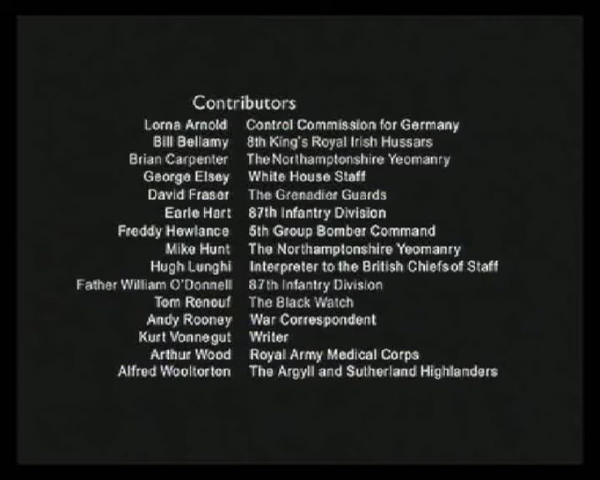 Contributors
Lorna Arnold Control Commission for Germany
Bill Bellamy 8th King's Royal Irish Hussars
Brian Carpenter The Northamptonshire Yeomanry
George Elsey White House Staff
David Fraser The Grenadier Guards
Earle Hart 87th Infantry Division
Freddy Hewlance 5th Group Bomber Command
Mike Hunt The Northamptonshire Yeomanry
Hugh Lunghi Interpreter to the British Chiefs of Staff
Father William O'Donnell 87th Infantry Division
Tom Renouf The Black Watch
Andy Rooney War Correspondent
Kurt Vonnegut Writer
Arthur Wood Royal Army Medical Corps
Alfred Wooltorton The Argyll and Sutherland Highlanders